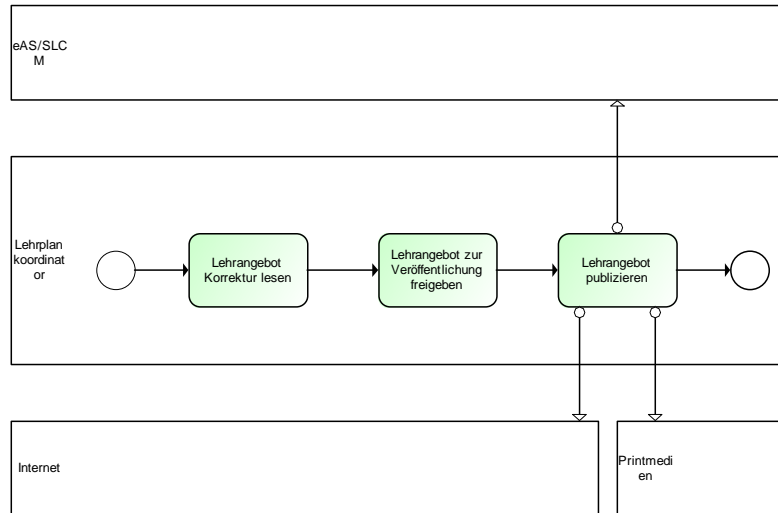 eAS/SLC
M
Lehrplan
koordinat
or
Lehrangebot
Korrektur lesen
Lehrangebot zur
Veröffentlichung
freigeben
Lehrangebot
publizieren
Internet
Printmedi
en